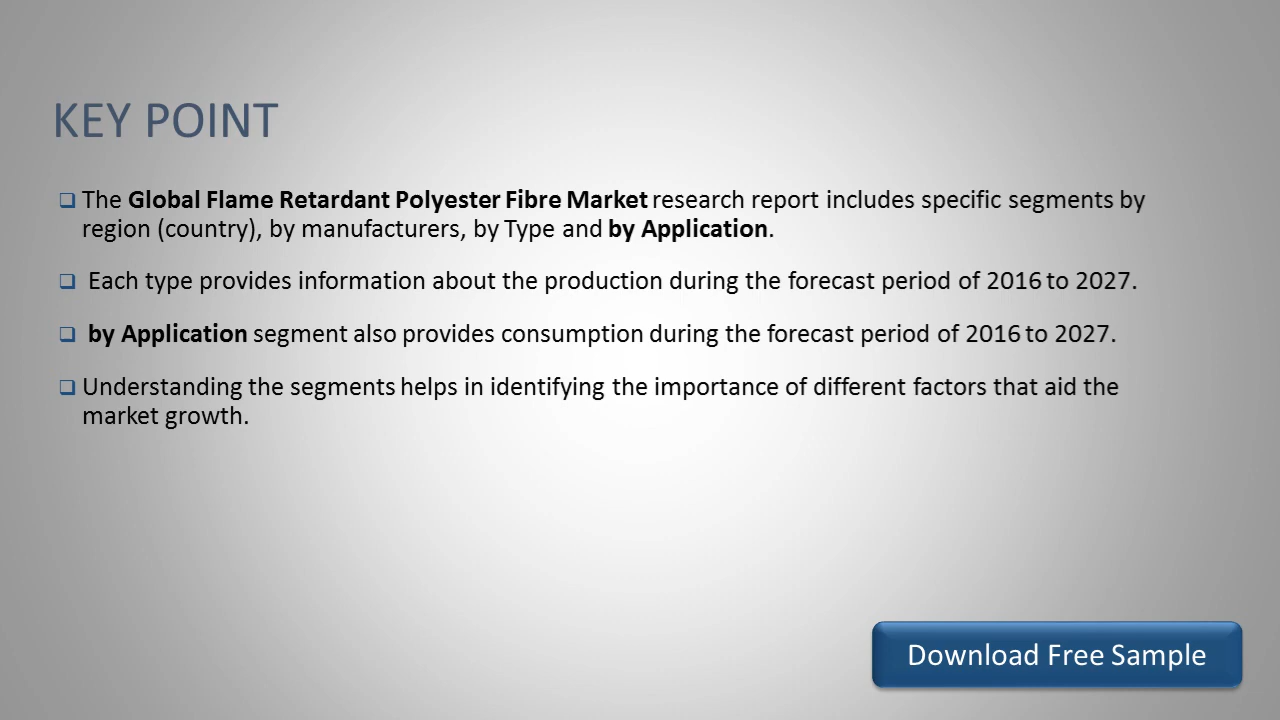 KEY POINT
❑ The Global Flame Retardant Polyester Fibre Market research report includes specific segments by
region (country), by manufacturers, by Type and by Application.
❑ Each type provides information about the production during the forecast period of 2016 to 2027.
❑ by Application segment also provides consumption during the forecast period of 2016 to 2027.
❑ Understanding the segments helps in identifying the importance of different factors that aid the
market growth.
Download Free Sample